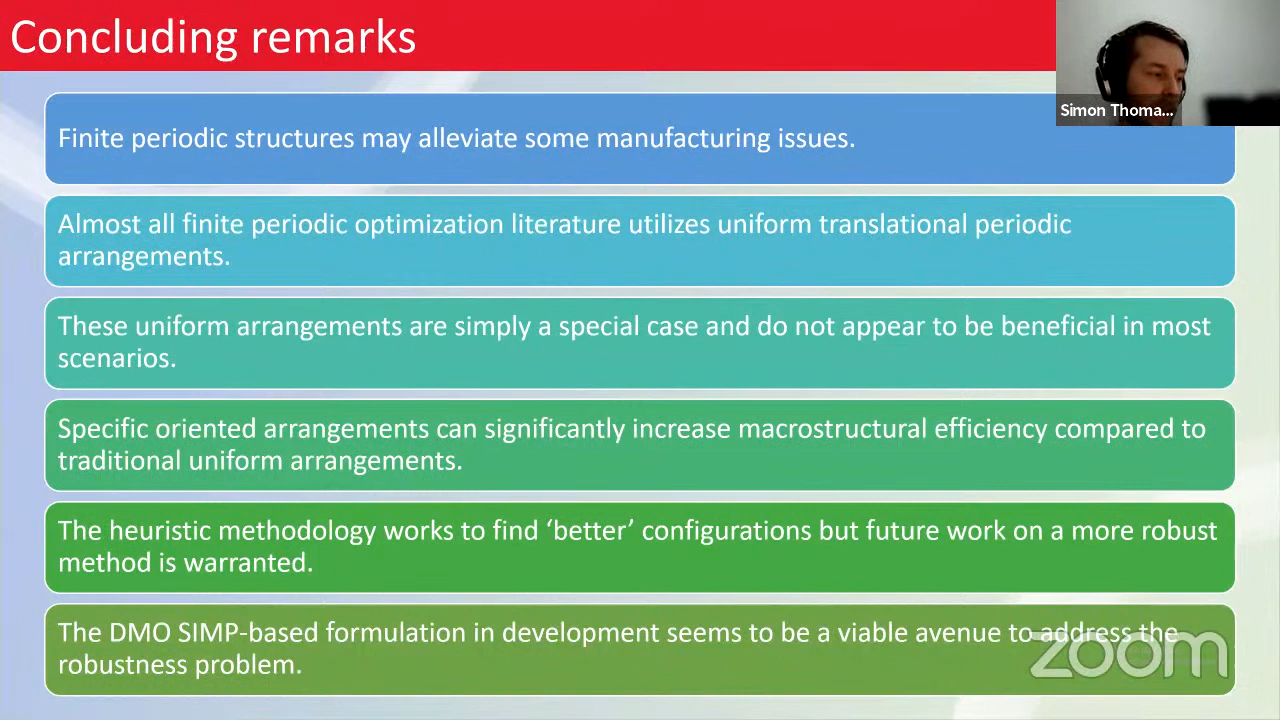 Concluding remarks
Simon Thoma...
Finite periodic structures may alleviate some manufacturing issues.
Almost all finite periodic optimization literature utilizes uniform translational periodic
arrangements.
These uniform arrangements are simply a special case and do not appear to be beneficial in most
scenarios.
Specific oriented arrangements can significantly increase macrostructural efficiency compared to
traditional uniform arrangements.
The heuristic methodology works to find ‘better’ configurations but future work on a more robust
method is warranted.
The DMO SIMP-based formulation in development seems to be a viable avenue to address the
robustness problem.
zoom